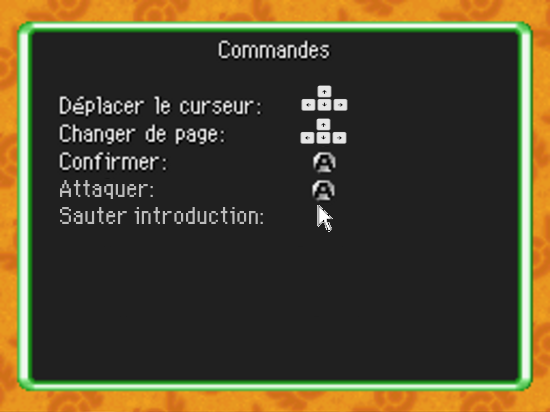 Commandes
Déplacer le curseur:
Changer de page:
Confirmer: A
Attaquer: A
Sauter introduction: